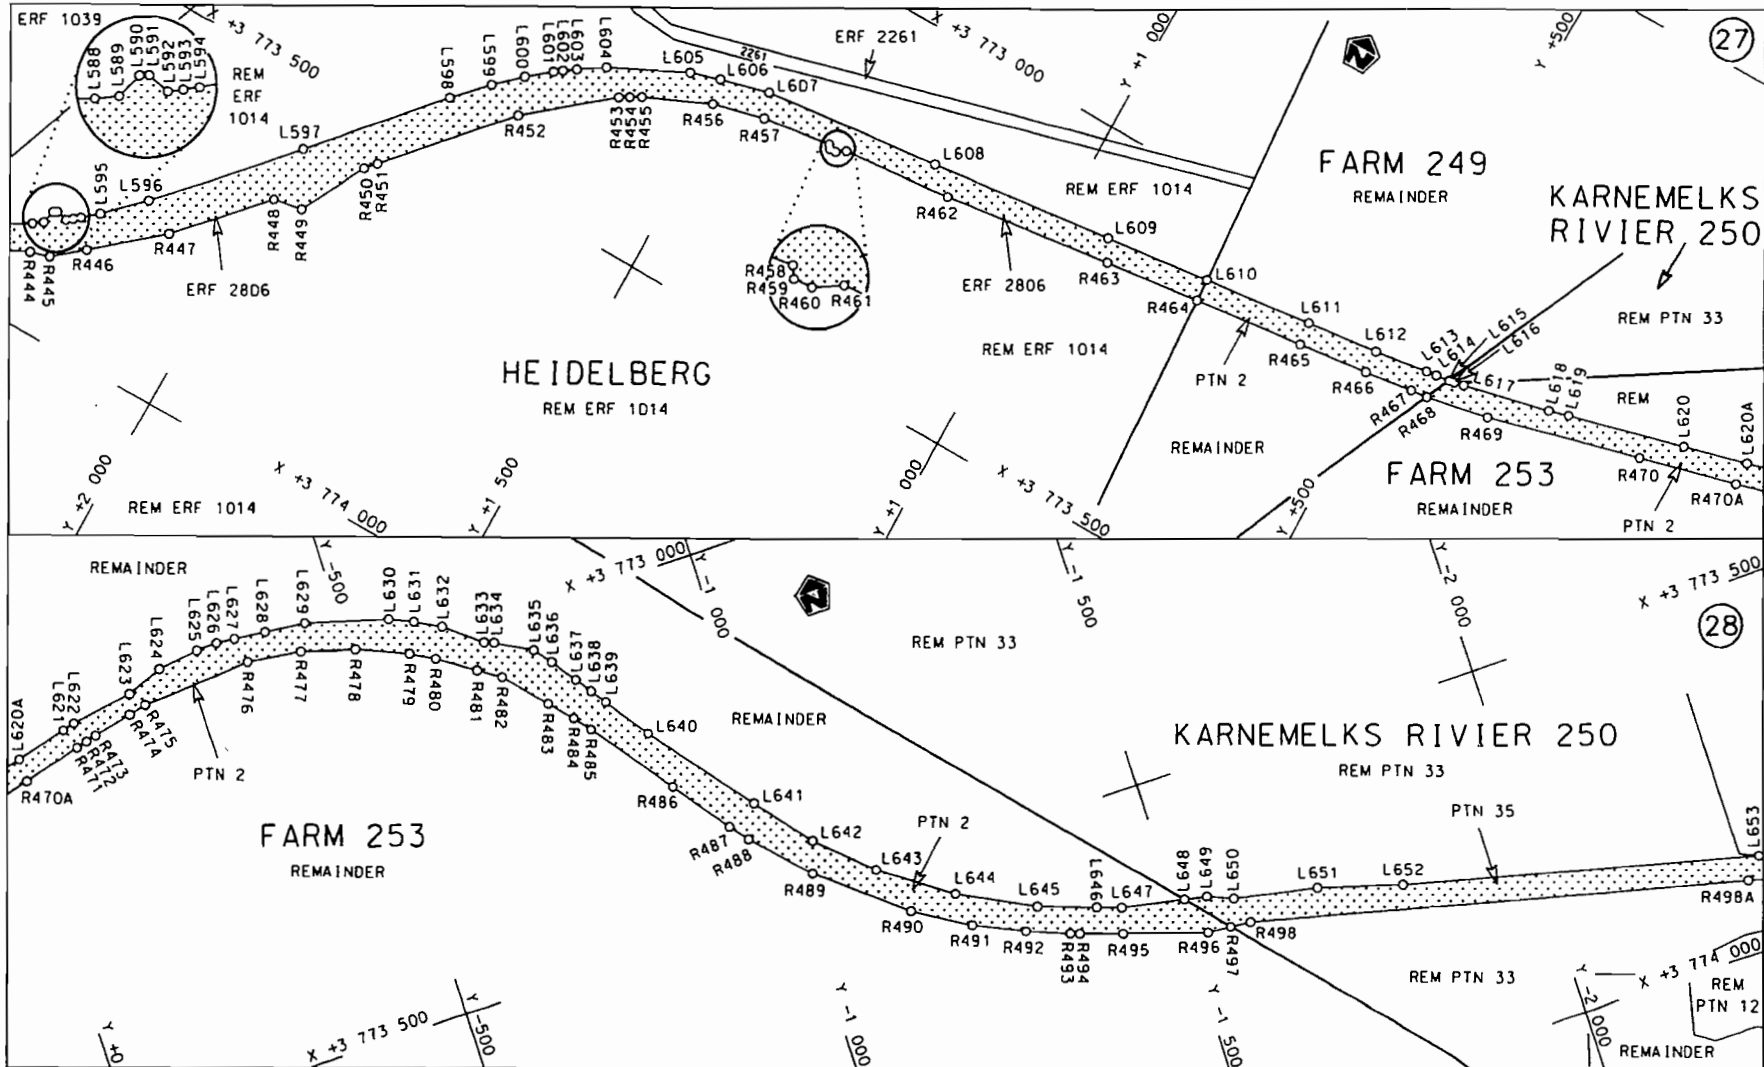 ERF 1039
L588
L589
L590
L591
L592
L593
L594
REM
ERF
1014
X +3 773 500
L595
L596
L597
L598
L599
L600
L601
L602
L603
L604
L605
L606
L607
2261
ERF 2261
X +3 773 000
Y +1 000
Y +500
27
R444
R445
R446
R447
R448
R449
R450
R451
R452
R453
R454
R455
R456
R457
R458
R459
R460
R461
R462
R463
R464
R465
R466
R467
R468
R469
R470
R470A
L608
L609
L610
L611
L612
L613
L614
L615
L616
L617
L618
L619
L620
L620A
ERF 2806
ERF 2806
REM ERF 1014
REM ERF 1014
FARM 249
REMAINDER
KARNEMELKS
RIVIER 250
REM PTN 33
REM
HEIDELBERG
REM ERF 1014
PTN 2
REMAINDER
FARM 253
REMAINDER
PTN 2
Y +2 000
REM ERF 1014
X +3 774 000
Y +1 500
Y +1 000
X +3 773 500
Y +500
REMAINDER
Y -500
X +3 773 000
Y -1 000
Y -1 500
Y -2 000
X +3 773 500
28
L620A
L621
L622
L623
L624
L625
L626
L627
L628
L629
L630
L631
L632
L633
L634
L635
L636
L637
L638
L639
L640
L641
L642
L643
L644
L645
L646
L647
L648
L649
L650
L651
L652
L653
R470A
R471
R472
R473
R474
R475
R476
R477
R478
R479
R480
R481
R482
R483
R484
R485
R486
R487
R488
R489
R490
R491
R492
R493
R494
R495
R496
R497
R498
R498A
PTN 2
REM PTN 33
REMAINDER
KARNEMELKS RIVIER 250
REM PTN 33
PTN 35
PTN 2
FARM 253
REMAINDER
REM PTN 33
X +3 774 000
REM
PTN 12
REMAINDER
Y +0
X +3 773 500
Y -500
Y -1 000
Y -1 500
Y -2 000